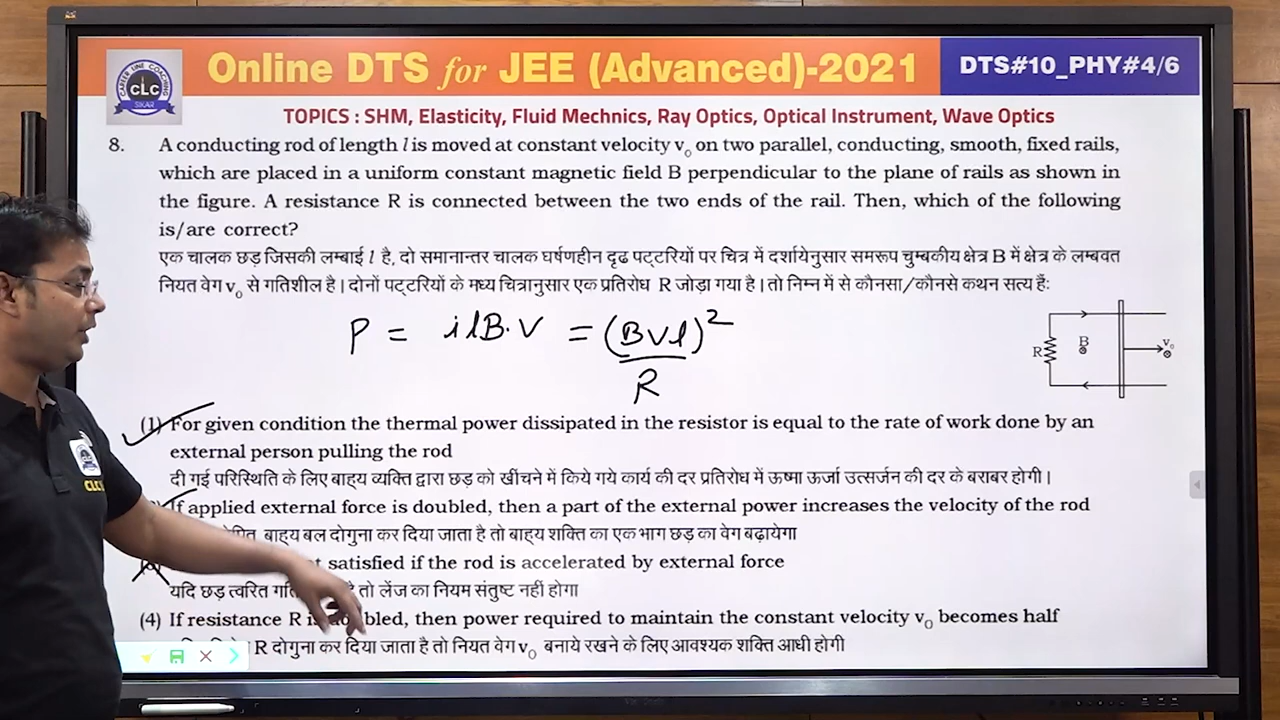 Online DTS for JEE (Advanced)-2021
DTS#10_PHY#4/6
CAREER LINE COACHING
CLC
SIKAR
TOPICS : SHM, Elasticity, Fluid Mechnics, Ray Optics, Optical Instrument, Wave Optics
8. A conducting rod of length l is moved at constant velocity v₀ on two parallel, conducting, smooth, fixed rails,
which are placed in a uniform constant magnetic field B perpendicular to the plane of rails as shown in
the figure. A resistance R is connected between the two ends of the rail. Then, which of the following
is/are correct?
एक चालक छड़ जिसकी लम्बाई l है, दो समानान्तर चालक घर्षणहीन दृढ पट्टरियों पर चित्र में दर्शायेनुसार समरूप चुम्बकीय क्षेत्र B में क्षेत्र के लम्बवत
नियत वेग v₀ से गतिशील है। दोनों पट्टरियों के मध्य चित्रानुसार एक प्रतिरोध R जोड़ा गया है। तो निम्न में से कौनसा/कौनसे कथन सत्य हैं:
P = ilB.V = (BVl)²
R
R B v₀
(1) For given condition the thermal power dissipated in the resistor is equal to the rate of work done by an
external person pulling the rod
दी गई परिस्थिति के लिए बाह्य व्यक्ति द्वारा छड़ को खींचने में किये गये कार्य की दर प्रतिरोध में ऊष्मा ऊर्जा उत्सर्जन की दर के बराबर होगी।
If applied external force is doubled, then a part of the external power increases the velocity of the rod
बाह्य बल दोगुना कर दिया जाता है तो बाह्य शक्ति का एक भाग छड़ का वेग बढ़ायेगा
satisfied if the rod is accelerated by external force
यदि छड़ त्वरित है तो लेंज का नियम संतुष्ट नहीं होगा
(4) If resistance R is doubled, then power required to maintain the constant velocity v₀ becomes half
R दोगुना कर दिया जाता है तो नियत वेग v₀ बनाये रखने के लिए आवश्यक शक्ति आधी होगी
CLC